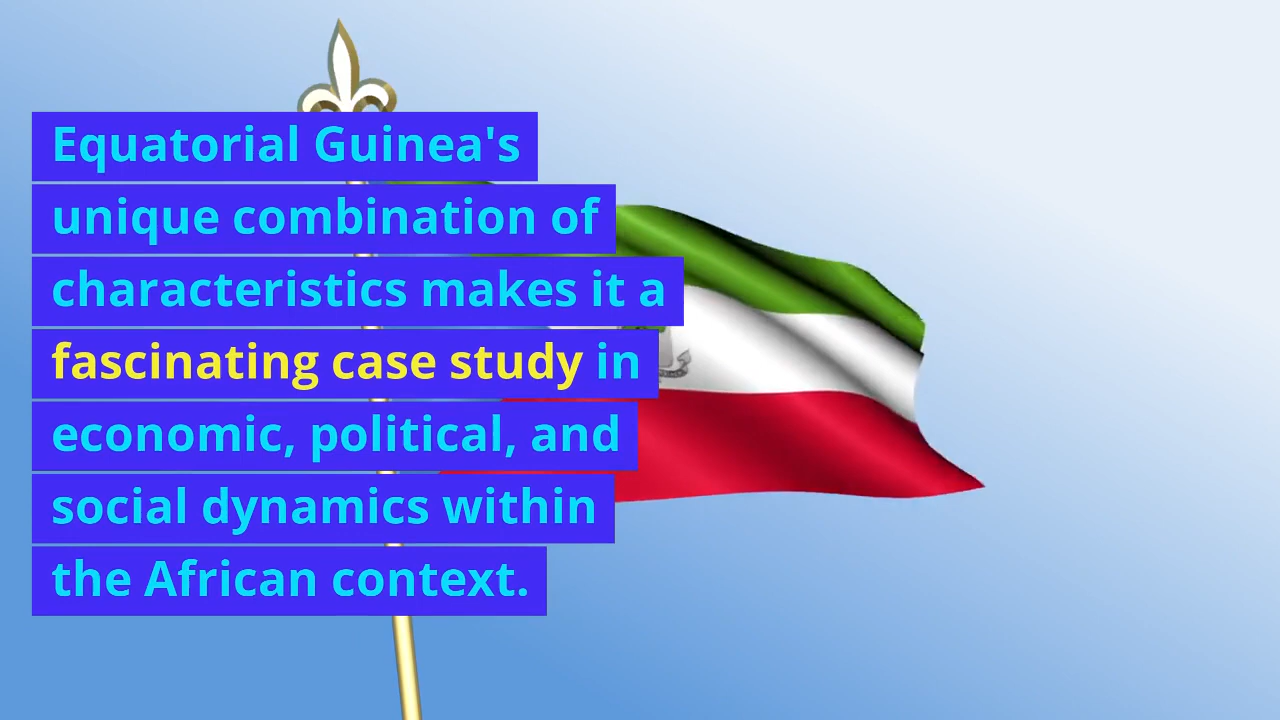 Equatorial Guinea's
unique combination of
characteristics makes it a
fascinating case study in
economic, political, and
social dynamics within
the African context.